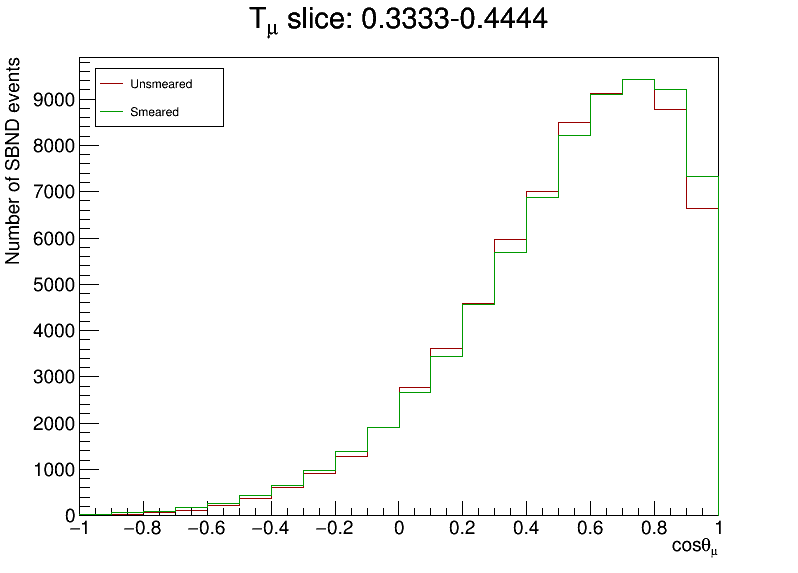 T_μ slice: 0.3333-0.4444
Number of SBND events
Unsmeared
Smeared
9000
8000
7000
6000
5000
4000
3000
2000
1000
0
−1 −0.8 −0.6 −0.4 −0.2 0 0.2 0.4 0.6 0.8 1
cosθ_μ